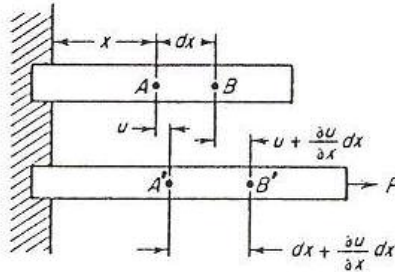 x dx
A B
u u + ∂u/∂x dx
A' B' P
dx + ∂u/∂x dx